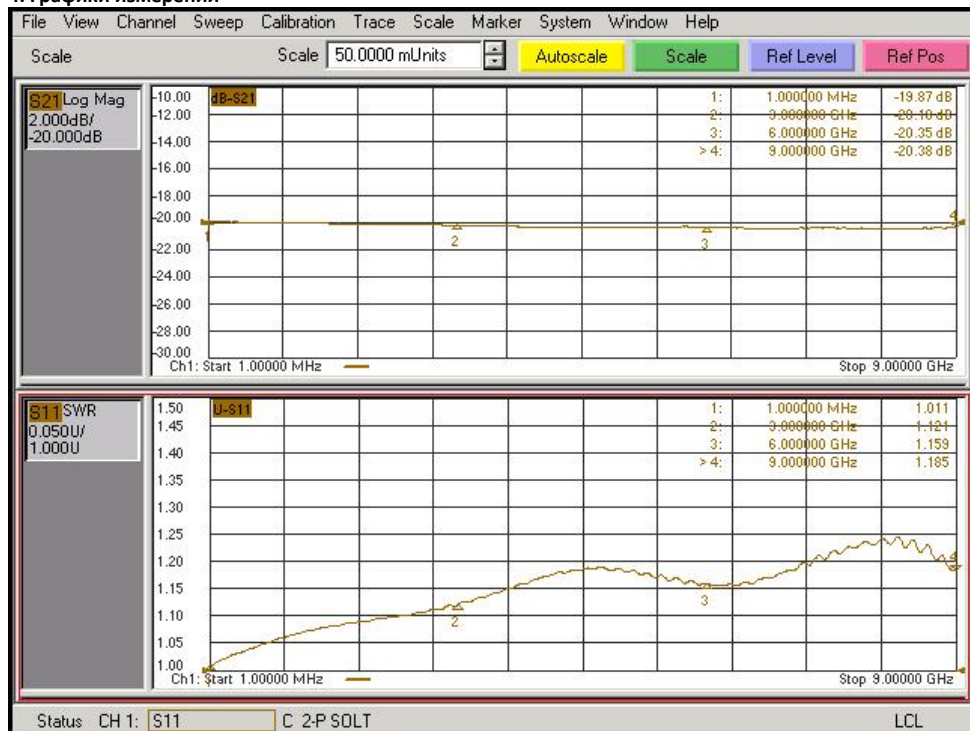 File View Channel Sweep Calibration Trace Scale Marker System Window Help
Scale Scale 50.0000 mUnits Autoscale Scale Ref Level Ref Pos
S21 Log Mag
2.000dB/
-20.000dB
-10.00
-12.00
-14.00
-16.00
-18.00
-20.00
-22.00
-24.00
-26.00
-28.00
-30.00
dB-S21
1: 1.000000 MHz -19.87 dB
2: 3.000000 GHz -20.10 dB
3: 6.000000 GHz -20.35 dB
> 4: 9.000000 GHz -20.38 dB
1
2
3
4
Ch1: Start 1.00000 MHz
Stop 9.00000 GHz
S11 SWR
0.050U/
1.000U
1.50
1.45
1.40
1.35
1.30
1.25
1.20
1.15
1.10
1.05
1.00
U-S11
1: 1.000000 MHz 1.011
2: 3.000000 GHz 1.121
3: 6.000000 GHz 1.159
> 4: 9.000000 GHz 1.185
2
3
4
Ch1: Start 1.00000 MHz
Stop 9.00000 GHz
Status CH 1: S11 C 2-P SOLT LCL